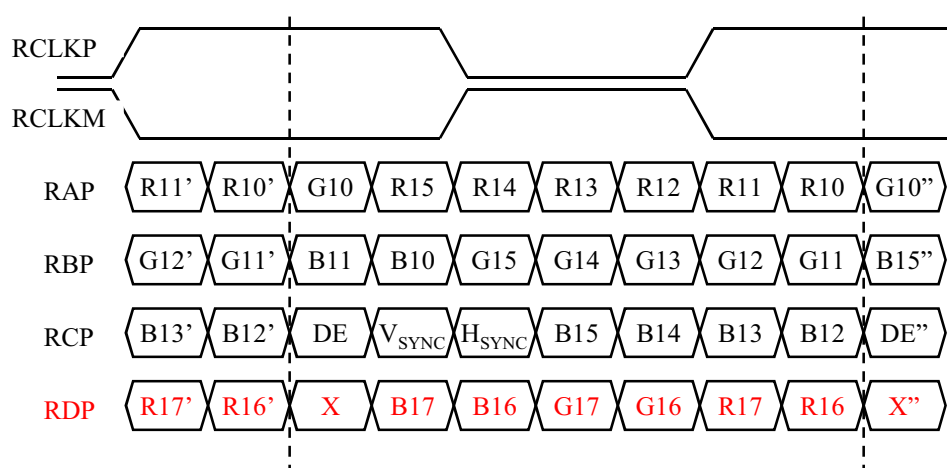 RCLKP
RCLKM
RAP R11’ R10’ G10 R15 R14 R13 R12 R11 R10 G10”
RBP G12’ G11’ B11 B10 G15 G14 G13 G12 G11 B15”
RCP B13’ B12’ DE VSYNC HSYNC B15 B14 B13 B12 DE”
RDP R17’ R16’ X B17 B16 G17 G16 R17 R16 X”